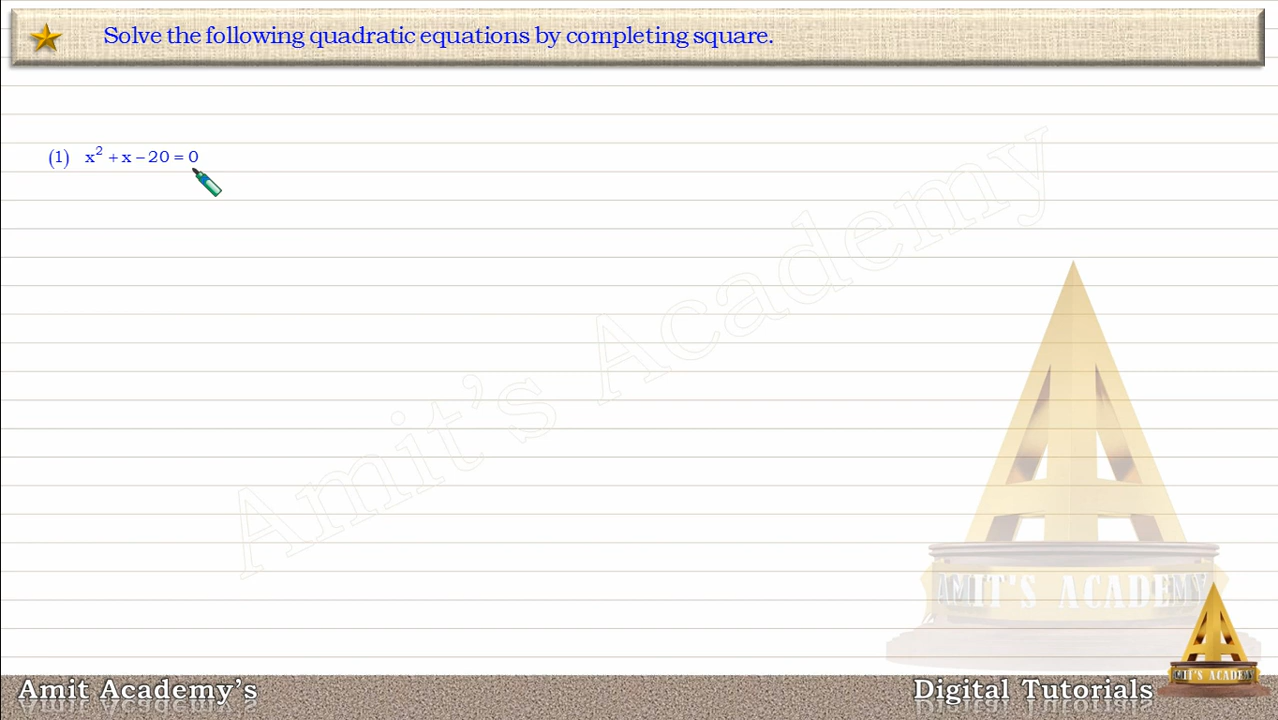 Solve the following quadratic equations by completing square.
(1) x² + x − 20 = 0
Amit's Academy
AMIT'S ACADEMY
Amit Academy's
Digital Tutorials
AMIT'S ACADEMY